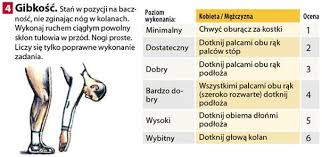 4 Gibkość. Stań w pozycji na bacz-
ność, nie zginając nóg w kolanach.
Wykonaj ruchem ciągłym powolny
skłon tułowia w przód. Nogi proste.
Liczy się tylko poprawne wykonanie
zadania.
Poziom wykonania: Kobieta / Mężczyzna Ocena
Minimalny Chwyć oburącz za kostki 1
Dostateczny Dotknij palcami obu rąk palców stóp 2
Dobry Dotknij palcami obu rąk podłoża 3
Bardzo dobry Wszystkimi palcami obu rąk (szeroko rozwarte) dotknij podłoża 4
Wysoki Dotknij obiema dłońmi podłoża 5
Wybitny Dotknij głową kolan 6